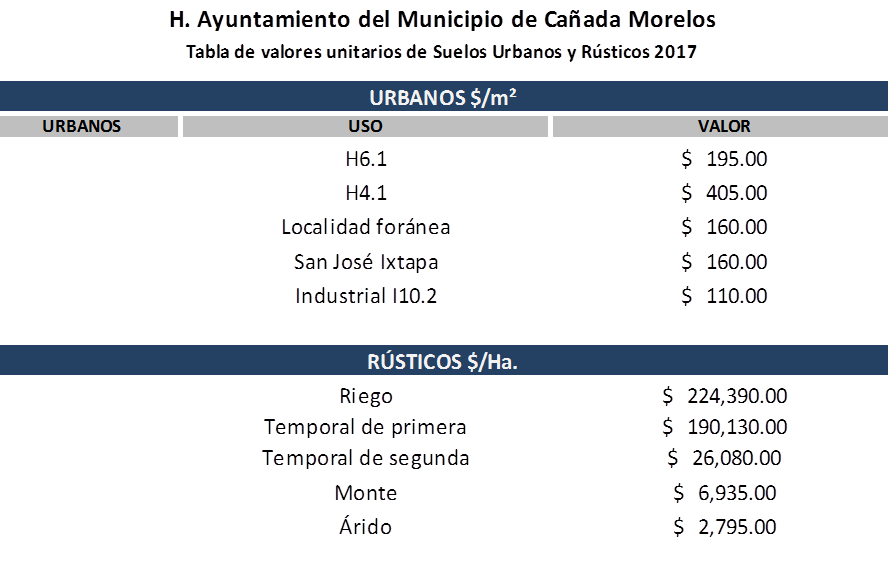 H. Ayuntamiento del Municipio de Cañada Morelos
Tabla de valores unitarios de Suelos Urbanos y Rústicos 2017
URBANOS $/m²
URBANOS USO VALOR
H6.1 $ 195.00
H4.1 $ 405.00
Localidad foránea $ 160.00
San José Ixtapa $ 160.00
Industrial I10.2 $ 110.00
RÚSTICOS $/Ha.
Riego $ 224,390.00
Temporal de primera $ 190,130.00
Temporal de segunda $ 26,080.00
Monte $ 6,935.00
Árido $ 2,795.00